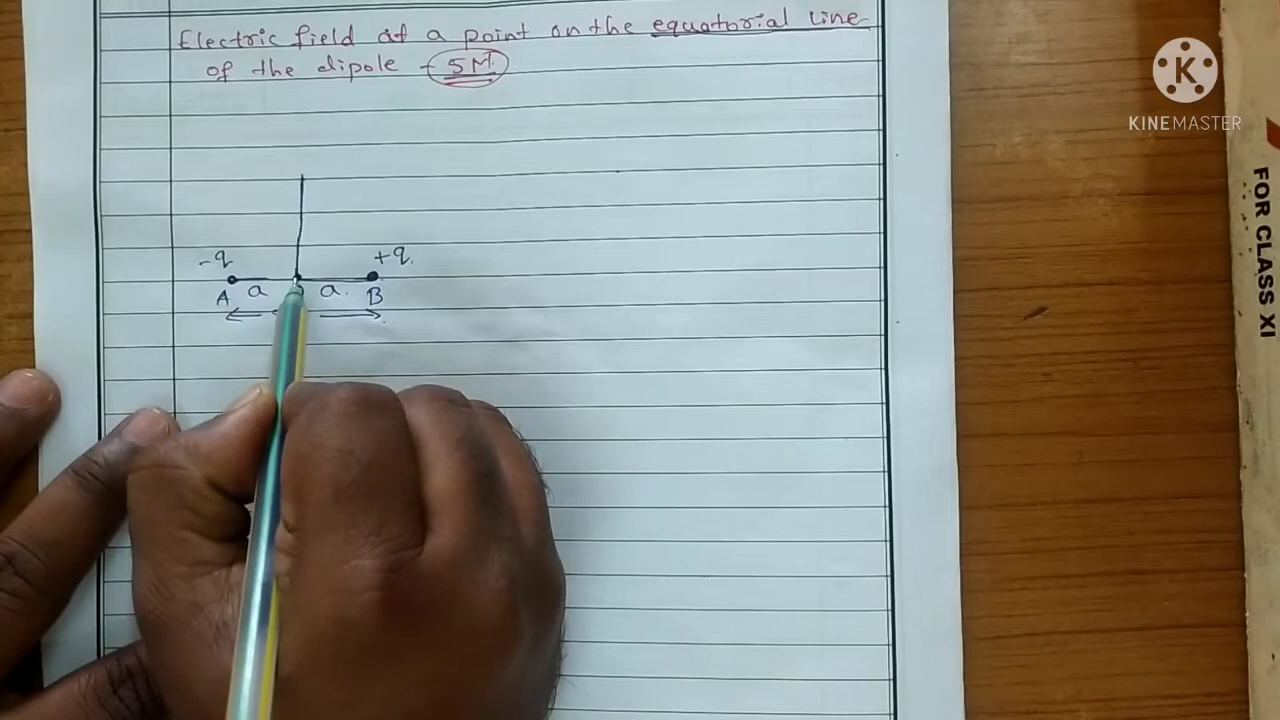 Electric field at a point on the equatorial line
of the dipole - 5M.
K
KINEMASTER
-q
+q.
A a a. B
FOR CLASS XI